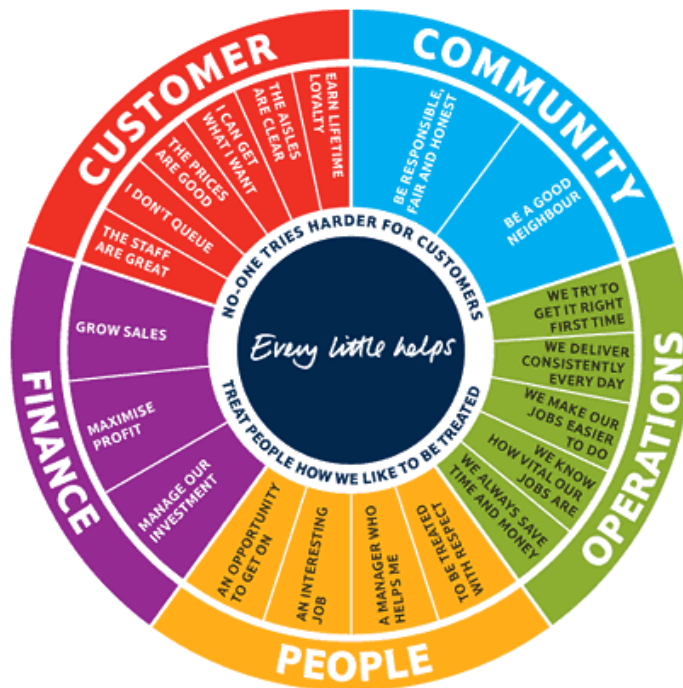 CUSTOMER
EARN LIFETIME
LOYALTY
THE AISLES
ARE CLEAR
I CAN GET
WHAT I WANT
THE PRICES
ARE GOOD
I DON'T QUEUE
THE STAFF
ARE GREAT
COMMUNITY
BE RESPONSIBLE,
FAIR AND HONEST
BE A GOOD
NEIGHBOUR
OPERATIONS
WE TRY TO
GET IT RIGHT
FIRST TIME
WE DELIVER
CONSISTENTLY
EVERY DAY
WE MAKE OUR
JOBS EASIER
TO DO
WE KNOW
HOW VITAL OUR
JOBS ARE
WE ALWAYS SAVE
TIME AND MONEY
PEOPLE
TO BE TREATED
WITH RESPECT
A MANAGER WHO
HELPS ME
AN INTERESTING
JOB
AN OPPORTUNITY
TO GET ON
FINANCE
MANAGE OUR
INVESTMENT
MAXIMISE
PROFIT
GROW SALES
NO-ONE TRIES HARDER FOR CUSTOMERS
Every little helps
TREAT PEOPLE HOW WE LIKE TO BE TREATED